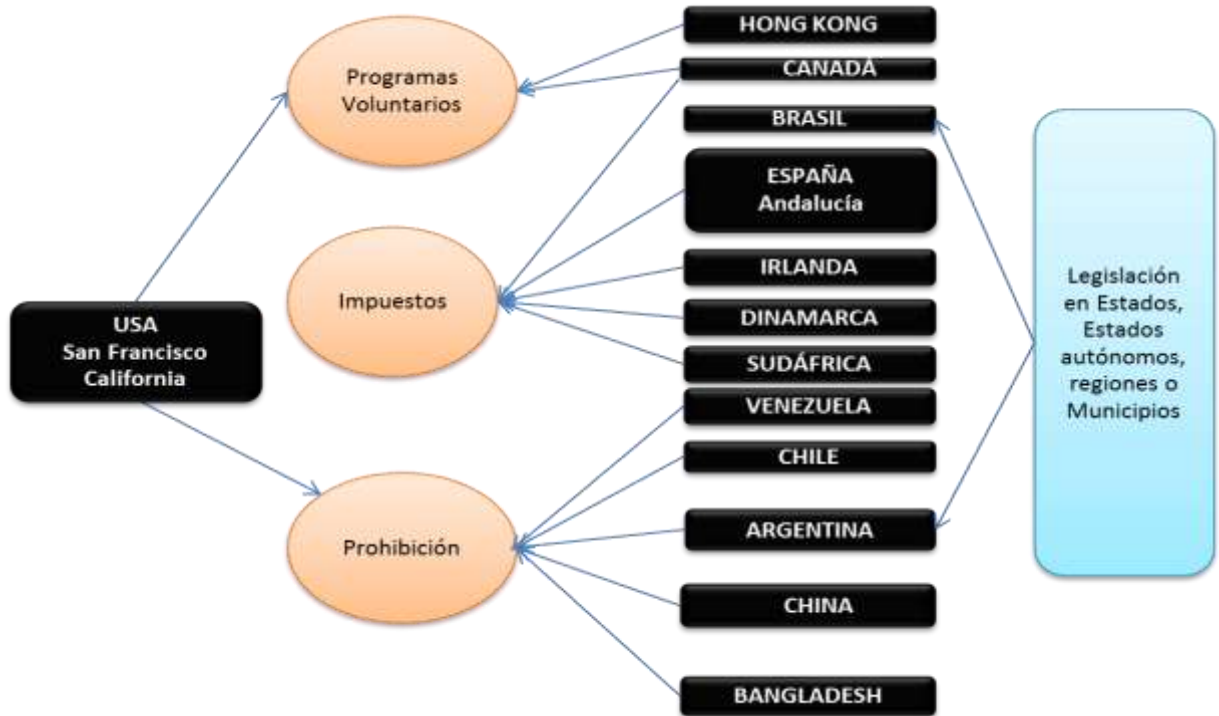 USA
San Francisco
California
Programas
Voluntarios
Impuestos
Prohibición
HONG KONG
CANADÁ
BRASIL
ESPAÑA
Andalucía
IRLANDA
DINAMARCA
SUDÁFRICA
VENEZUELA
CHILE
ARGENTINA
CHINA
BANGLADESH
Legislación
en Estados,
Estados
autónomos,
regiones o
Municipios